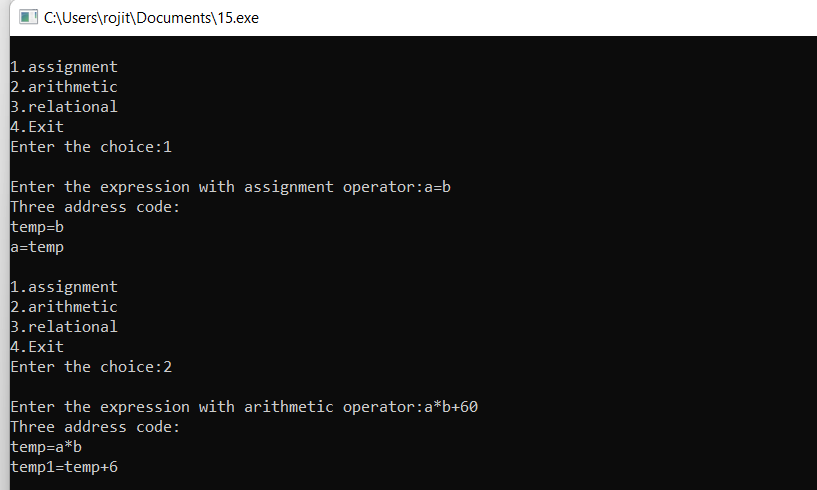 C:\Users\rojit\Documents\15.exe
1.assignment
2.arithmetic
3.relational
4.Exit
Enter the choice:1
Enter the expression with assignment operator:a=b
Three address code:
temp=b
a=temp
1.assignment
2.arithmetic
3.relational
4.Exit
Enter the choice:2
Enter the expression with arithmetic operator:a*b+60
Three address code:
temp=a*b
temp1=temp+6